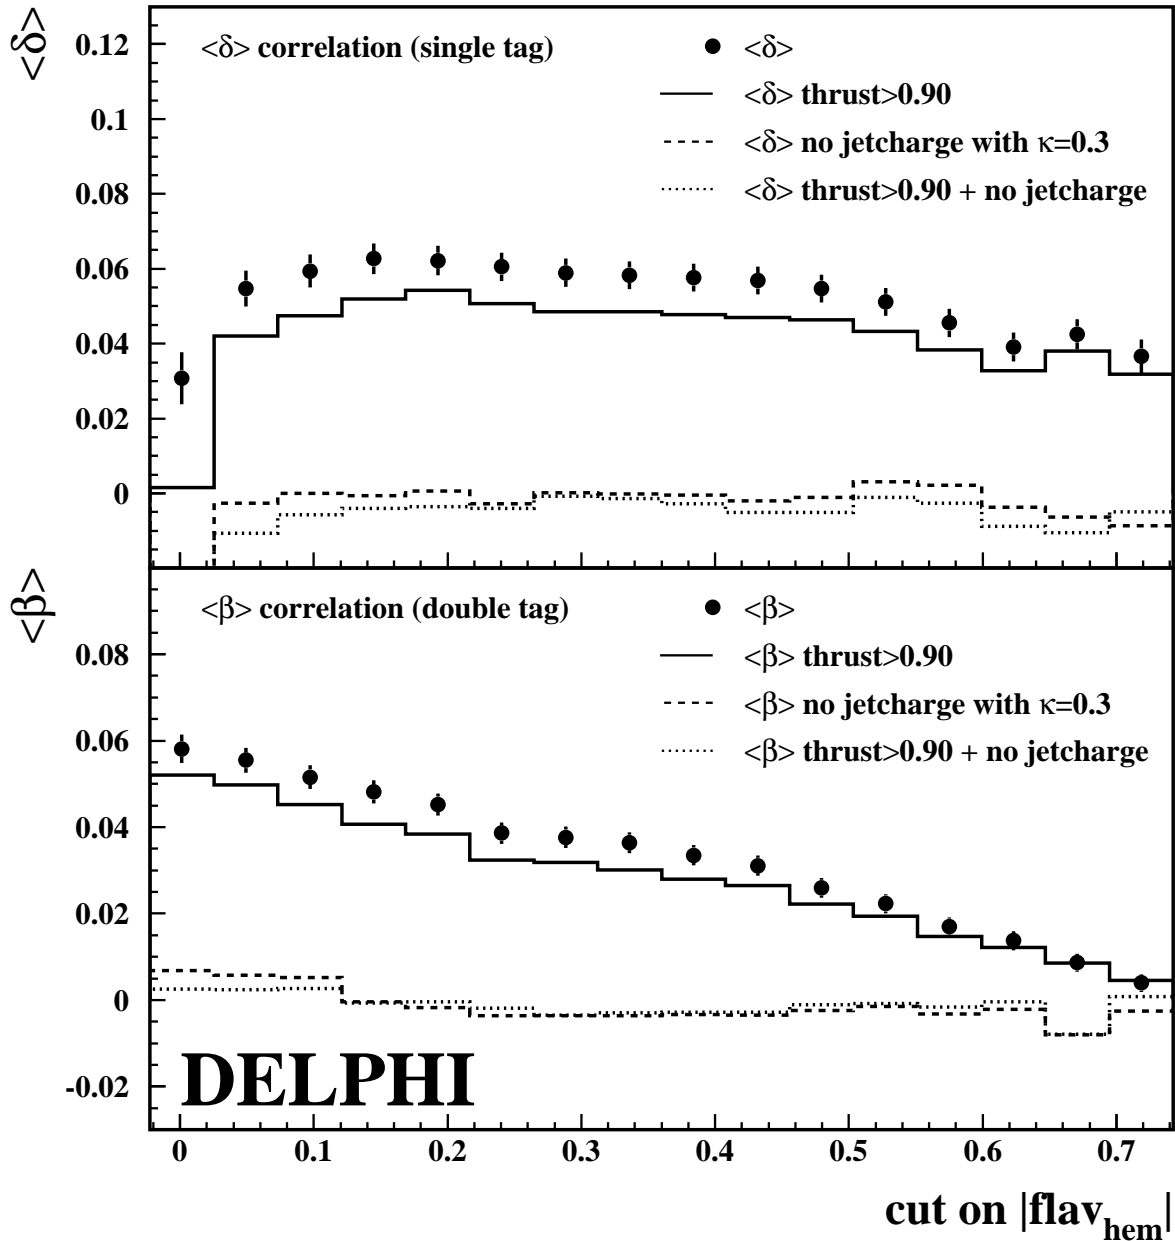 <δ>
0.12
0.1
0.08
0.06
0.04
0.02
0
<δ> correlation (single tag)
<δ>
<δ> thrust>0.90
<δ> no jetcharge with κ=0.3
<δ> thrust>0.90 + no jetcharge
<β>
0.08
0.06
0.04
0.02
0
-0.02
<β> correlation (double tag)
<β>
<β> thrust>0.90
<β> no jetcharge with κ=0.3
<β> thrust>0.90 + no jetcharge
DELPHI
0 0.1 0.2 0.3 0.4 0.5 0.6 0.7
cut on |flav_hem|